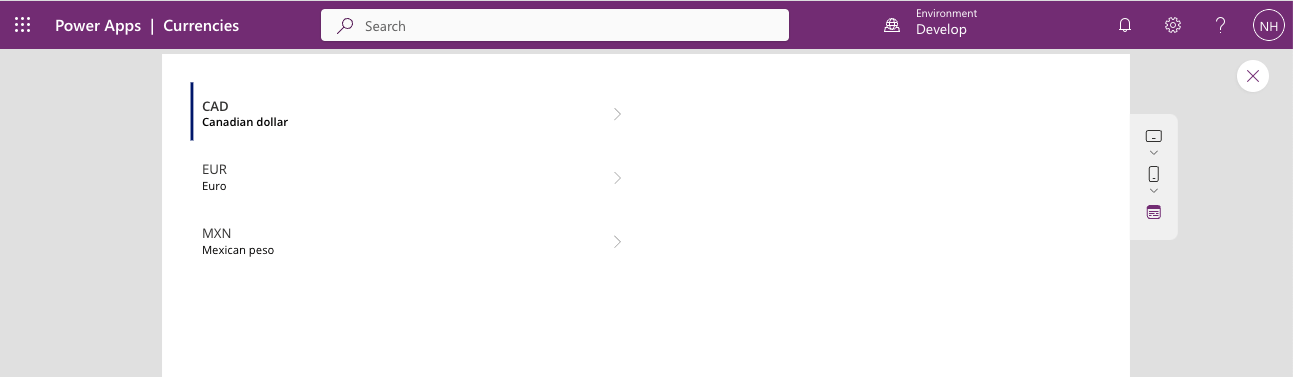 Power Apps | Currencies
Search
Environment
Develop
NH
CAD
Canadian dollar
EUR
Euro
MXN
Mexican peso